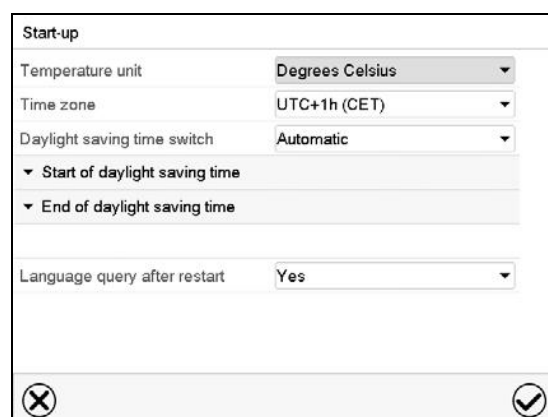 Start-up
Temperature unit Degrees Celsius
Time zone UTC+1h (CET)
Daylight saving time switch Automatic
Start of daylight saving time
End of daylight saving time
Language query after restart Yes